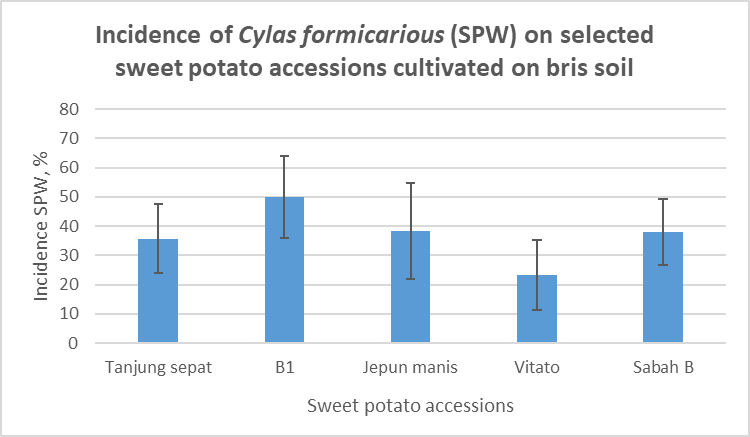 Incidence of Cylas formicarious (SPW) on selected
sweet potato accessions cultivated on bris soil
Incidence SPW, %
80
70
60
50
40
30
20
10
0
Tanjung sepat B1 Jepun manis Vitato Sabah B
Sweet potato accessions